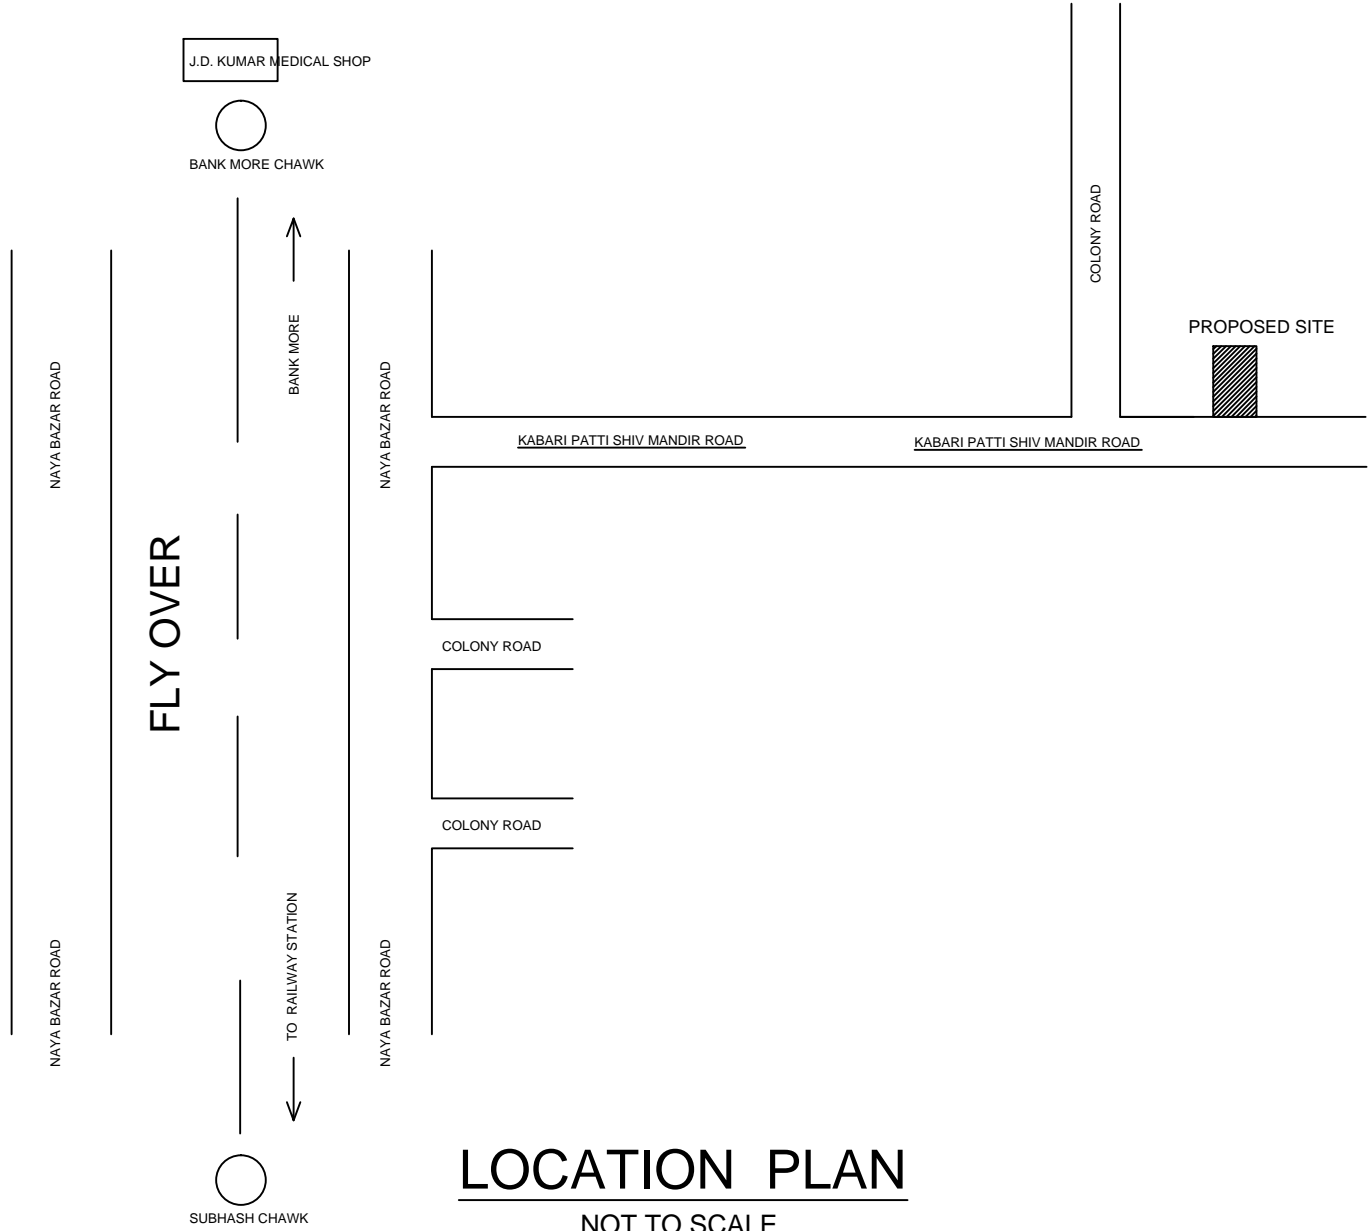 J.D. KUMAR MEDICAL SHOP
BANK MORE CHAWK
COLONY ROAD
PROPOSED SITE
BANK MORE
NAYA BAZAR ROAD
NAYA BAZAR ROAD
KABARI PATTI SHIV MANDIR ROAD
KABARI PATTI SHIV MANDIR ROAD
FLY OVER
COLONY ROAD
COLONY ROAD
TO RAILWAY STATION
NAYA BAZAR ROAD
NAYA BAZAR ROAD
LOCATION PLAN
SUBHASH CHAWK
NOT TO SCALE